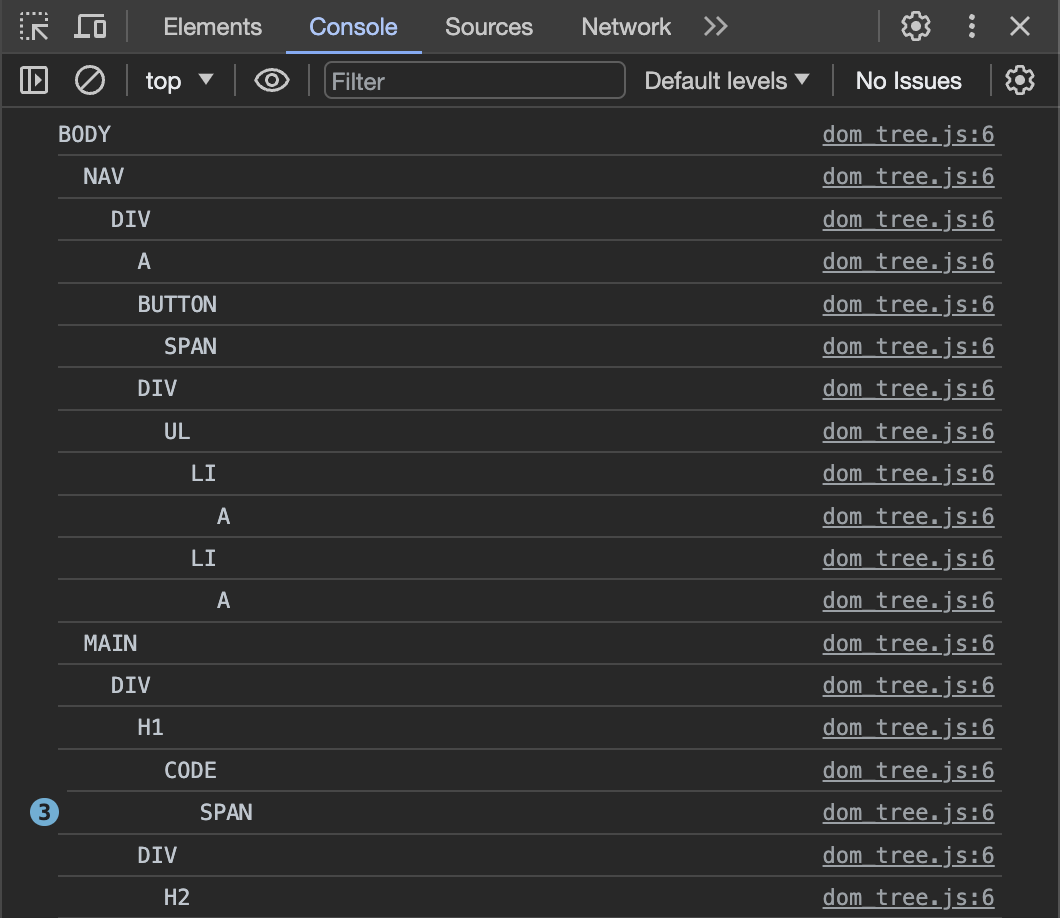 Elements Console Sources Network
top Filter Default levels No Issues
BODY dom_tree.js:6
NAV dom_tree.js:6
DIV dom_tree.js:6
A dom_tree.js:6
BUTTON dom_tree.js:6
SPAN dom_tree.js:6
DIV dom_tree.js:6
UL dom_tree.js:6
LI dom_tree.js:6
A dom_tree.js:6
LI dom_tree.js:6
A dom_tree.js:6
MAIN dom_tree.js:6
DIV dom_tree.js:6
H1 dom_tree.js:6
CODE dom_tree.js:6
3 SPAN dom_tree.js:6
DIV dom_tree.js:6
H2 dom_tree.js:6